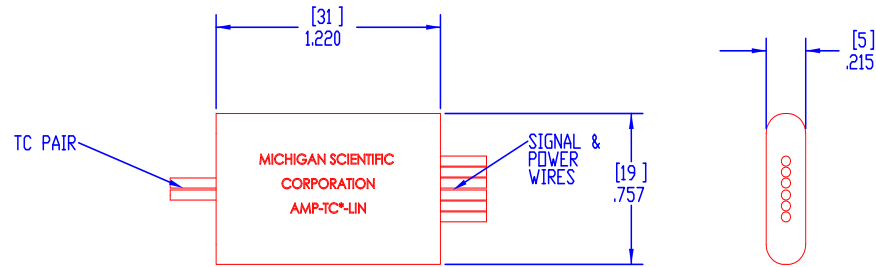 [31]
1.220
[5]
.215
TC PAIR
MICHIGAN SCIENTIFIC
CORPORATION
AMP-TC*-LIN
SIGNAL &
POWER
WIRES
[19]
.757